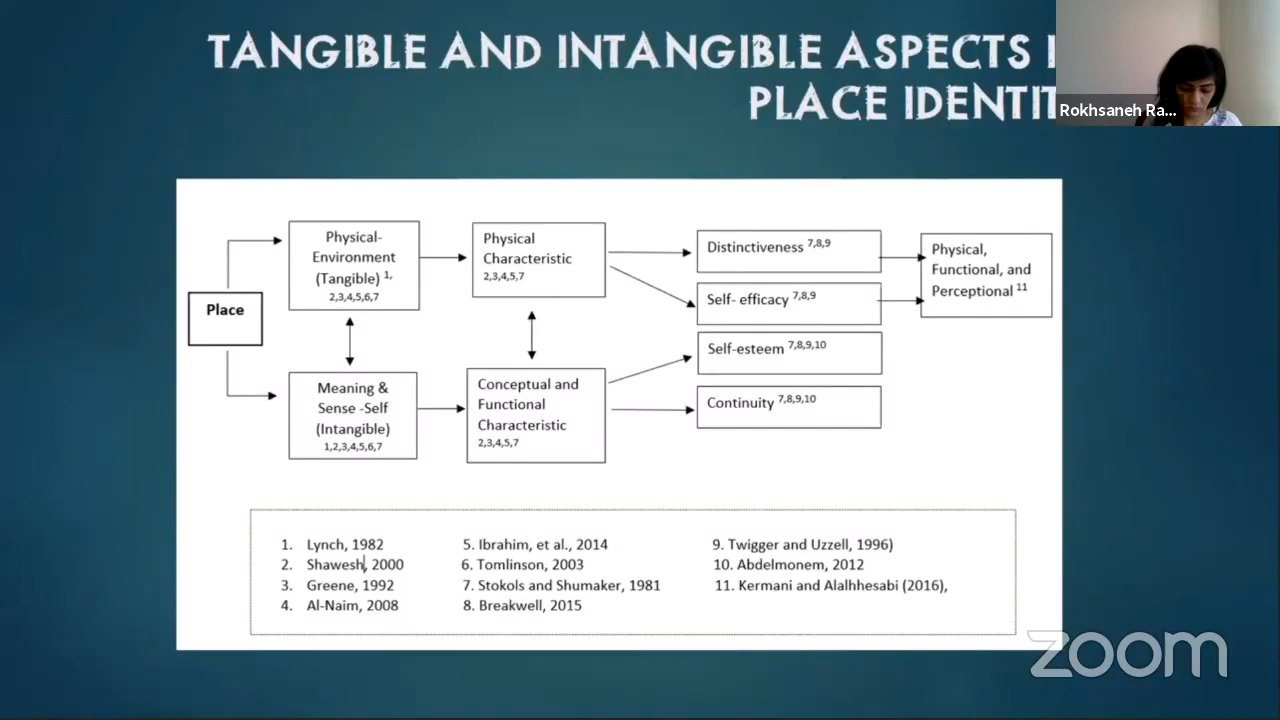 TANGIBLE AND INTANGIBLE ASPECTS
PLACE
Rokhsaneh Ra...
Place
Physical-
Environment
(Tangible) 1,
2,3,4,5,6,7
Meaning &
Sense -Self
(Intangible)
1,2,3,4,5,6,7
Physical
Characteristic
2,3,4,5,7
Conceptual and
Functional
Characteristic
2,3,4,5,7
Distinctiveness 7,8,9
Self- efficacy 7,8,9
Self-esteem 7,8,9,10
Continuity 7,8,9,10
Physical,
Functional, and
Perceptional 11
1. Lynch, 1982
2. Shawesh, 2000
3. Greene, 1992
4. Al-Naim, 2008
5. Ibrahim, et al., 2014
6. Tomlinson, 2003
7. Stokols and Shumaker, 1981
8. Breakwell, 2015
9. Twigger and Uzzell, 1996)
10. Abdelmonem, 2012
11. Kermani and Alalhhesabi (2016),
zoom